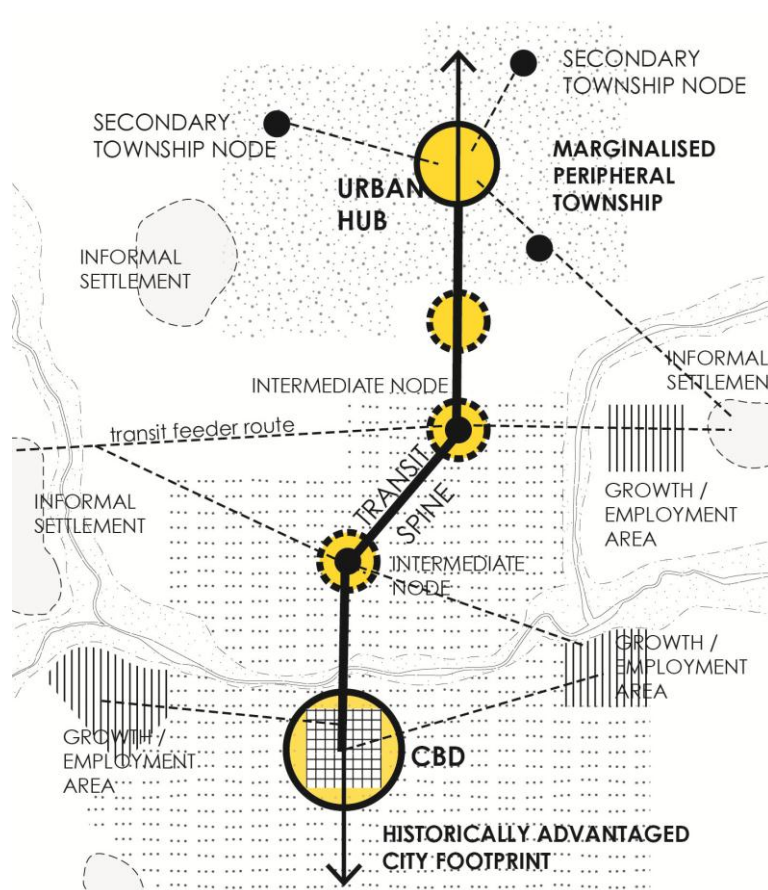 SECONDARY
TOWNSHIP NODE
SECONDARY
TOWNSHIP NODE
MARGINALISED
PERIPHERAL
TOWNSHIP
URBAN
HUB
INFORMAL
SETTLEMENT
INTERMEDIATE NODE
INFORMAL
SETTLEMENT
transit feeder route
TRANSIT
SPINE
GROWTH /
EMPLOYMENT
AREA
INFORMAL
SETTLEMENT
INTERMEDIATE
NODE
GROWTH /
EMPLOYMENT
AREA
GROWTH /
EMPLOYMENT
AREA
CBD
HISTORICALLY ADVANTAGED
CITY FOOTPRINT